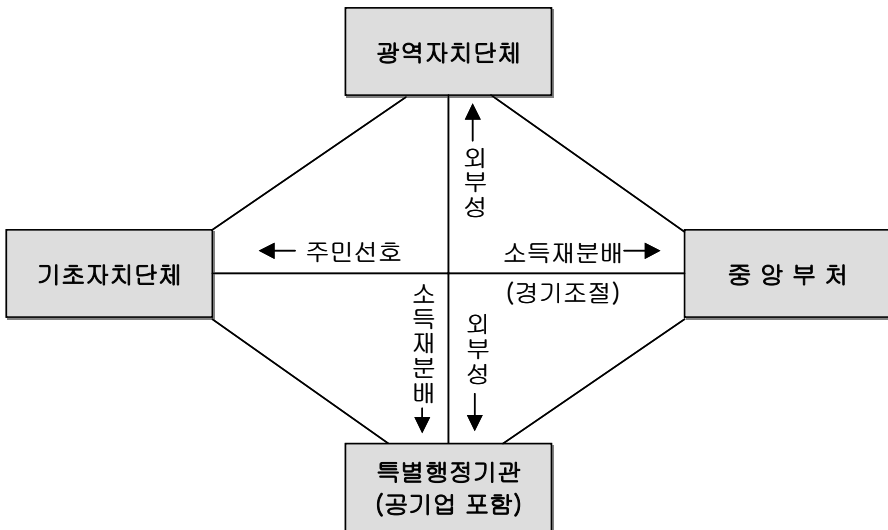 광역자치단체
외부성
주민선호
소득재분배
기초자치단체
중 앙 부 처
(경기조절)
소득재분배
외부성
특별행정기관
(공기업 포함)